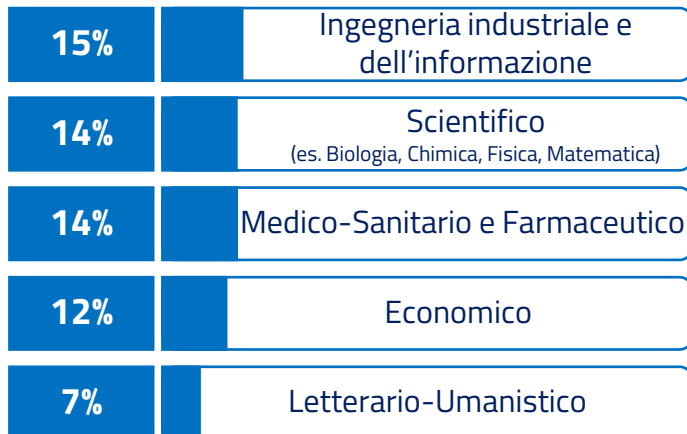 15%
Ingegneria industriale e
dell'informazione
14%
Scientifico
(es. Biologia, Chimica, Fisica, Matematica)
14%
Medico-Sanitario e Farmaceutico
12%
Economico
7%
Letterario-Umanistico